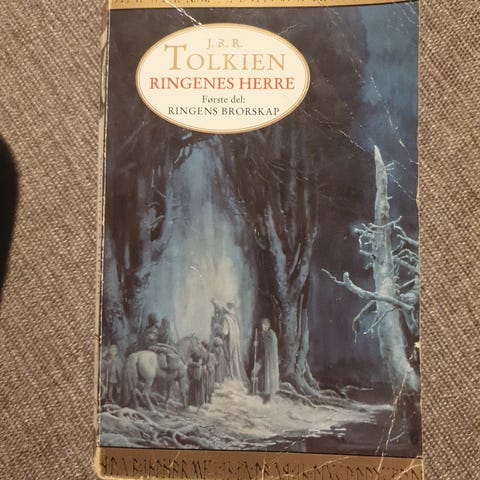 J. R. R.
TOLKIEN
RINGENES HERRE
Første del:
RINGENS BRORSKAP